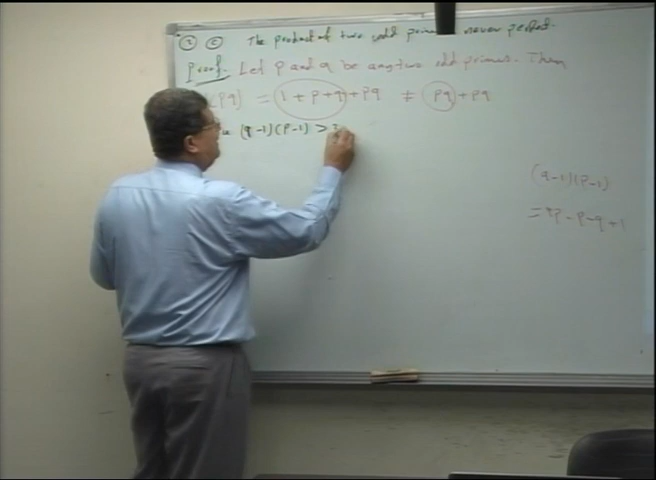 ② ⓒ The product of two odd primes never perfect.
Proof. Let p and q be any two odd primes. Then
(pq) = 1 + p + q + pq ≠ pq + pq
(q-1)(p-1) >
(q-1)(p-1)
= qp - p - q + 1